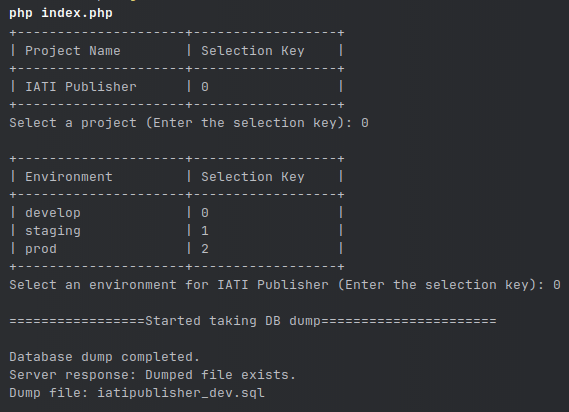 php index.php
+---------------------+------------------+
| Project Name        | Selection Key    |
+---------------------+------------------+
| IATI Publisher      | 0                |
+---------------------+------------------+
Select a project (Enter the selection key): 0
+---------------------+------------------+
| Environment         | Selection Key    |
+---------------------+------------------+
| develop             | 0                |
| staging             | 1                |
| prod                | 2                |
+---------------------+------------------+
Select an environment for IATI Publisher (Enter the selection key): 0
=================Started taking DB dump======================
Database dump completed.
Server response: Dumped file exists.
Dump file: iatipublisher_dev.sql